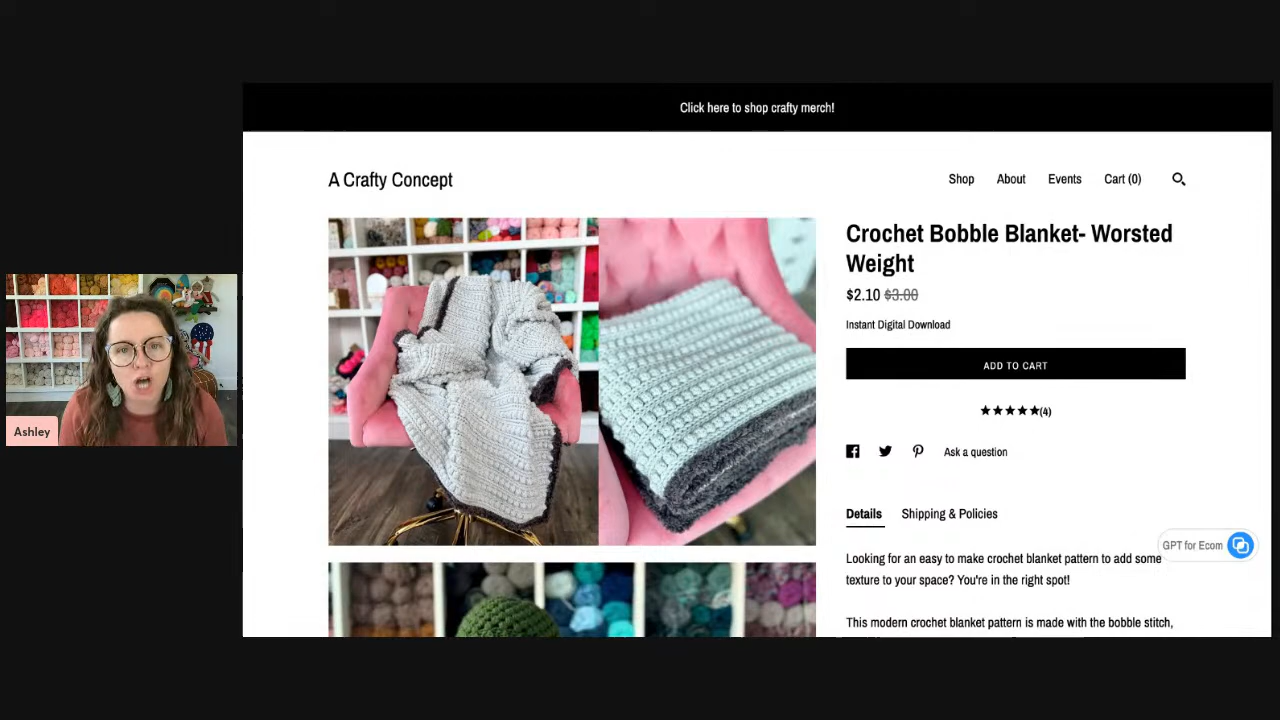 Click here to shop crafty merch!
A Crafty Concept
Shop About Events Cart (0)
Crochet Bobble Blanket- Worsted
Weight
$2.10 $3.00
Instant Digital Download
ADD TO CART
★★★★★(4)
Ask a question
Details Shipping & Policies
GPT for Ecom
Looking for an easy to make crochet blanket pattern to add some
texture to your space? You're in the right spot!
This modern crochet blanket pattern is made with the bobble stitch,
Ashley